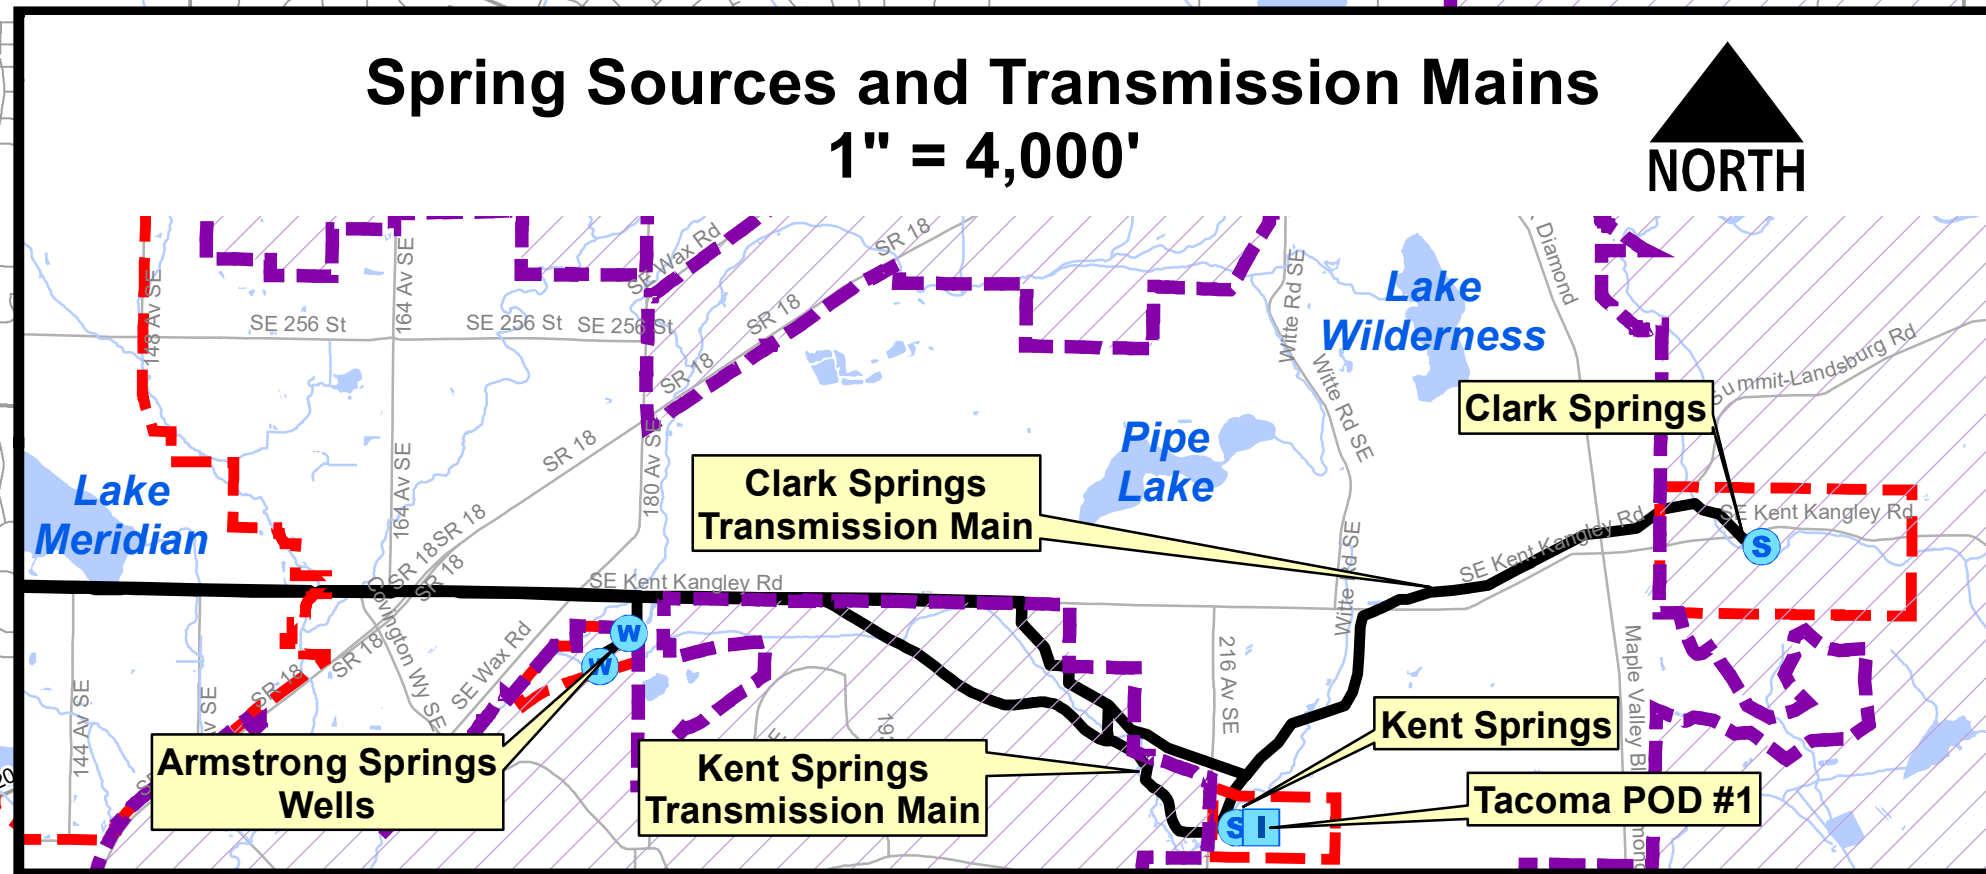 Spring Sources and Transmission Mains
1" = 4,000'
NORTH
148 Av SE
164 Av SE
SE Wax Rd
SR 18
Witte Rd SE
Diamond
Lake
Wilderness
SE 256 St
SE 256 St
SE 256 St
SR 18
SR 18
Witte Rd SE
Summit-Landsburg Rd
Clark Springs
Pipe
Lake
SR 18
164 Av SE
180 Av SE
Lake
Meridian
Clark Springs
Transmission Main
SR 18
SR 18
SR 18
Witte Rd SE
SE Kent Kangley Rd
SE Kent Kangley Rd
S
SE Kent Kangley Rd
Covington Wy SE
SE Wax Rd
W
W
SR 18
SR 18
144 Av SE
v SE
216 Av SE
Maple Valley Bl
mond
Kent Springs
Armstrong Springs
Wells
Kent Springs
Transmission Main
Tacoma POD #1
S
I
20